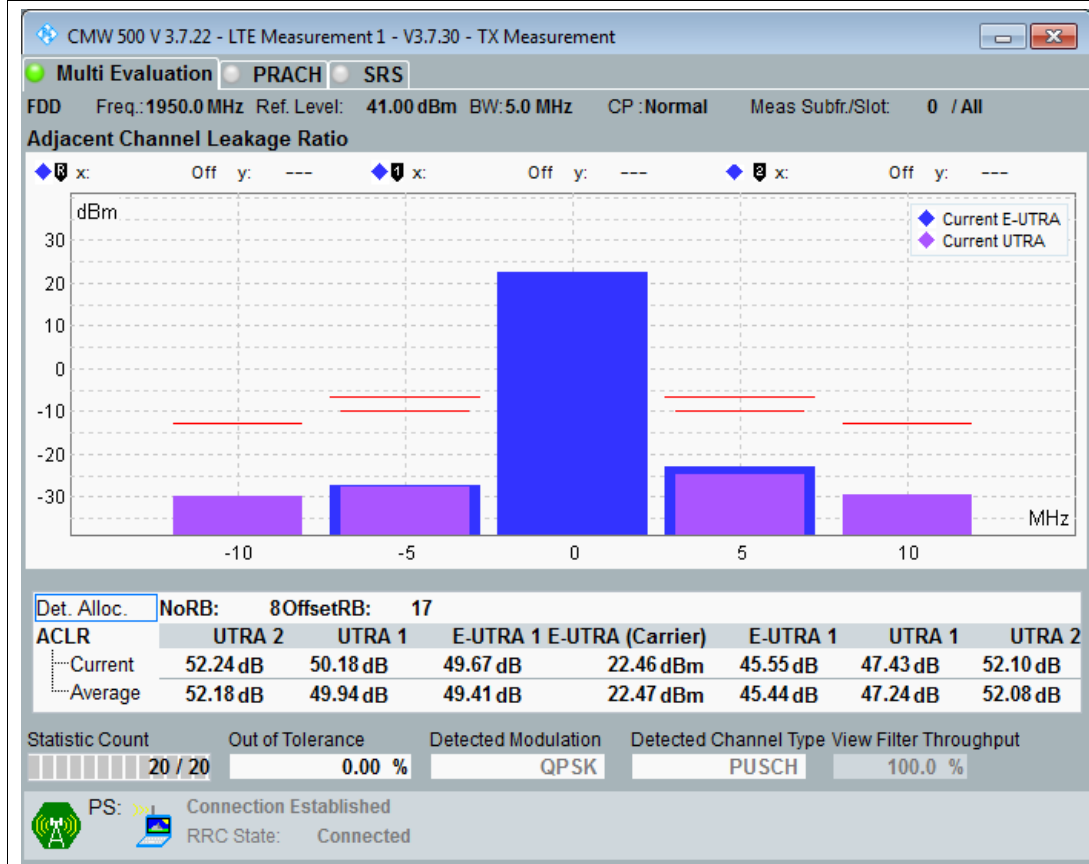 CMW 500 V 3.7.22 - LTE Measurement 1 - V3.7.30 - TX Measurement
Multi Evaluation PRACH SRS
FDD Freq.: 1950.0 MHz Ref. Level: 41.00 dBm BW: 5.0 MHz CP : Normal Meas Subfr./Slot: 0 / All
Adjacent Channel Leakage Ratio
R x: Off y: --- 1 x: Off y: --- 2 x: Off y: ---
dBm
Current E-UTRA
Current UTRA
30
20
10
0
-10
-20
-30
MHz
-10 -5 0 5 10
Det. Alloc. NoRB: 8 OffsetRB: 17
ACLR UTRA 2 UTRA 1 E-UTRA 1 E-UTRA (Carrier) E-UTRA 1 UTRA 1 UTRA 2
Current 52.24 dB 50.18 dB 49.67 dB 22.46 dBm 45.55 dB 47.43 dB 52.10 dB
Average 52.18 dB 49.94 dB 49.41 dB 22.47 dBm 45.44 dB 47.24 dB 52.08 dB
Statistic Count Out of Tolerance Detected Modulation Detected Channel Type View Filter Throughput
20 / 20 0.00 % QPSK PUSCH 100.0 %
PS: Connection Established
RRC State: Connected